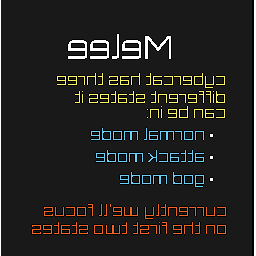 Melee
cybercat has three
different states it
can be in:
• normal mode
• attack mode
• god mode
currently we'll focus
on the first two states